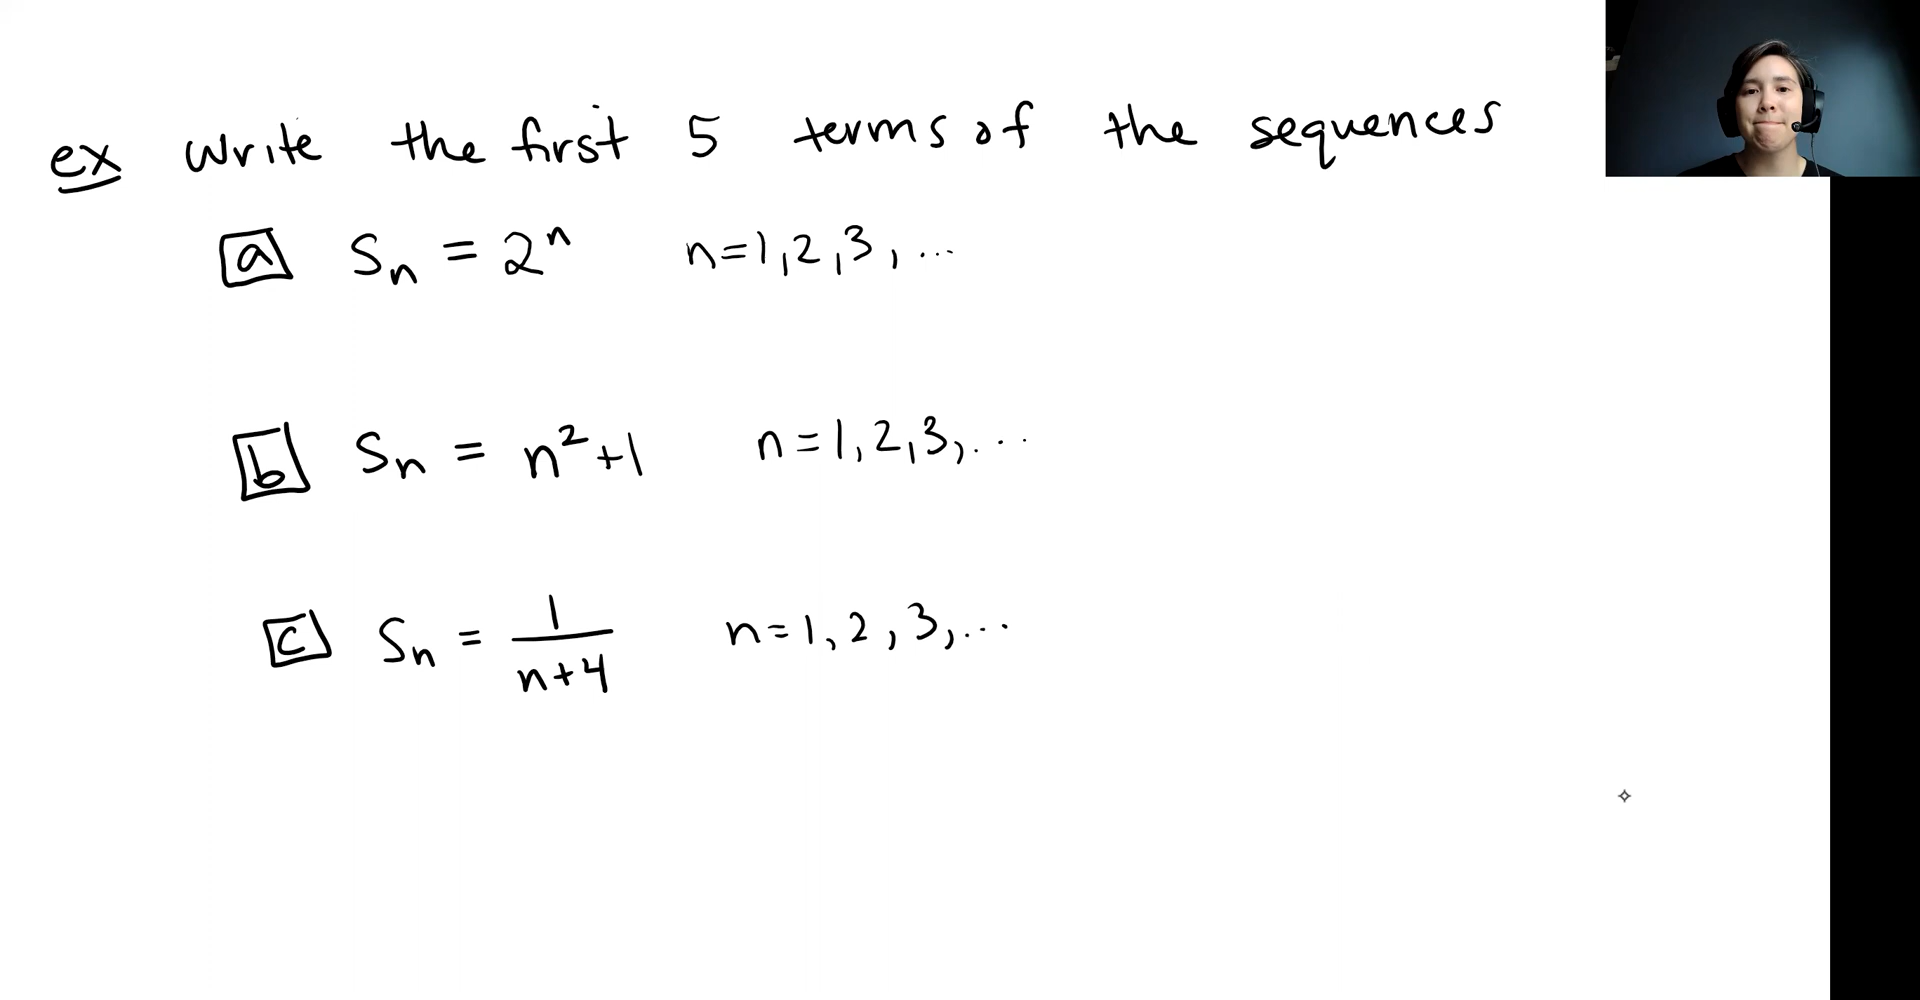 ex write the first 5 terms of the sequences
a Sₙ = 2ⁿ n=1,2,3,...
b Sₙ = n²+1 n=1,2,3,...
c Sₙ = 1/(n+4) n=1,2,3,...